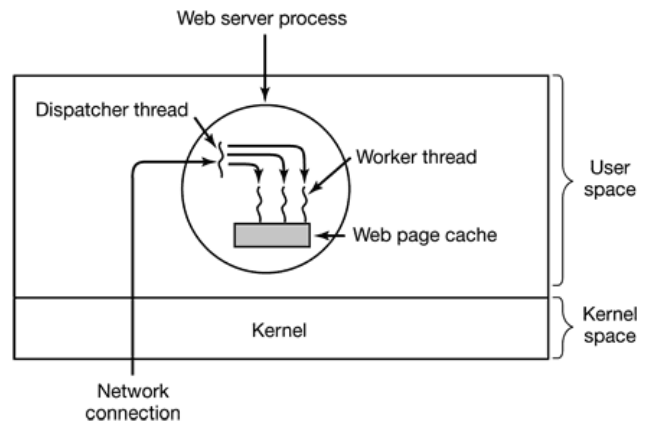 Web server process
Dispatcher thread
Worker thread
User
space
Web page cache
Kernel
Kernel
space
Network
connection